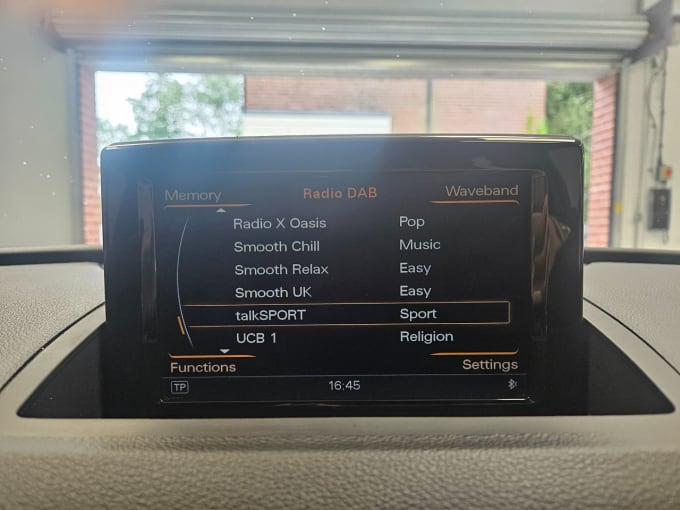 Memory Radio DAB Waveband
Radio X Oasis Pop
Smooth Chill Music
Smooth Relax Easy
Smooth UK Easy
talkSPORT Sport
UCB 1 Religion
Functions Settings
TP 16:45